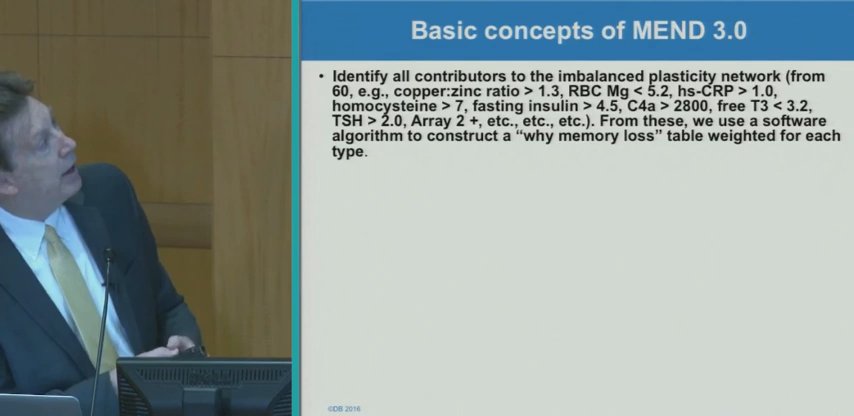 Basic concepts of MEND 3.0
• Identify all contributors to the imbalanced plasticity network (from
60, e.g., copper:zinc ratio > 1.3, RBC Mg < 5.2, hs-CRP > 1.0,
homocysteine > 7, fasting insulin > 4.5, C4a > 2800, free T3 < 3.2,
TSH > 2.0, Array 2 +, etc., etc., etc.). From these, we use a software
algorithm to construct a “why memory loss” table weighted for each
type.
©DB 2016